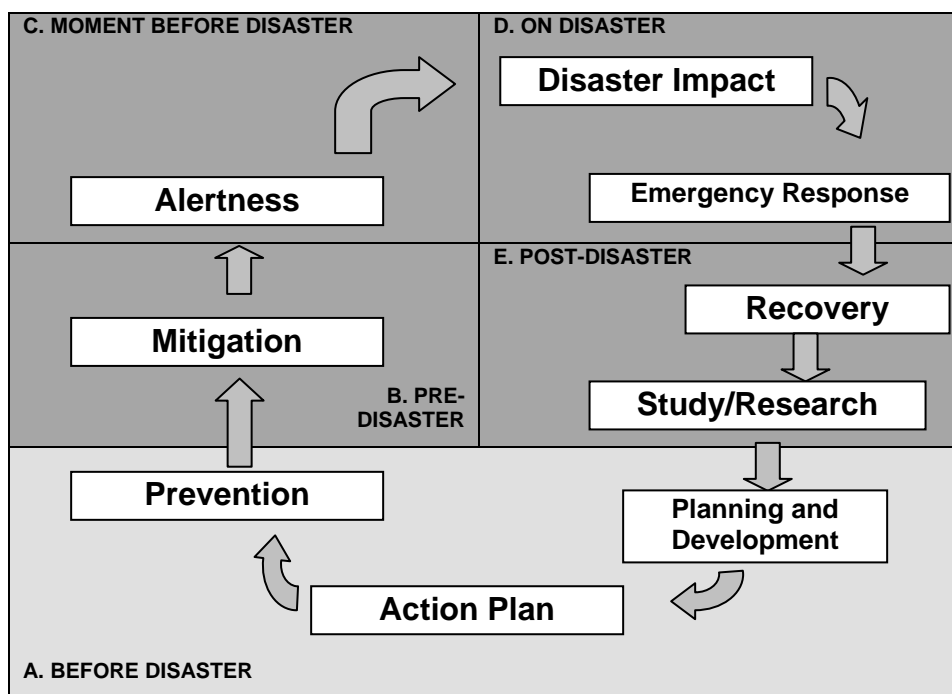 C. MOMENT BEFORE DISASTER
D. ON DISASTER
Disaster Impact
Alertness
Emergency Response
E. POST-DISASTER
Recovery
Mitigation
B. PRE-
DISASTER
Study/Research
Prevention
Planning and
Development
Action Plan
A. BEFORE DISASTER